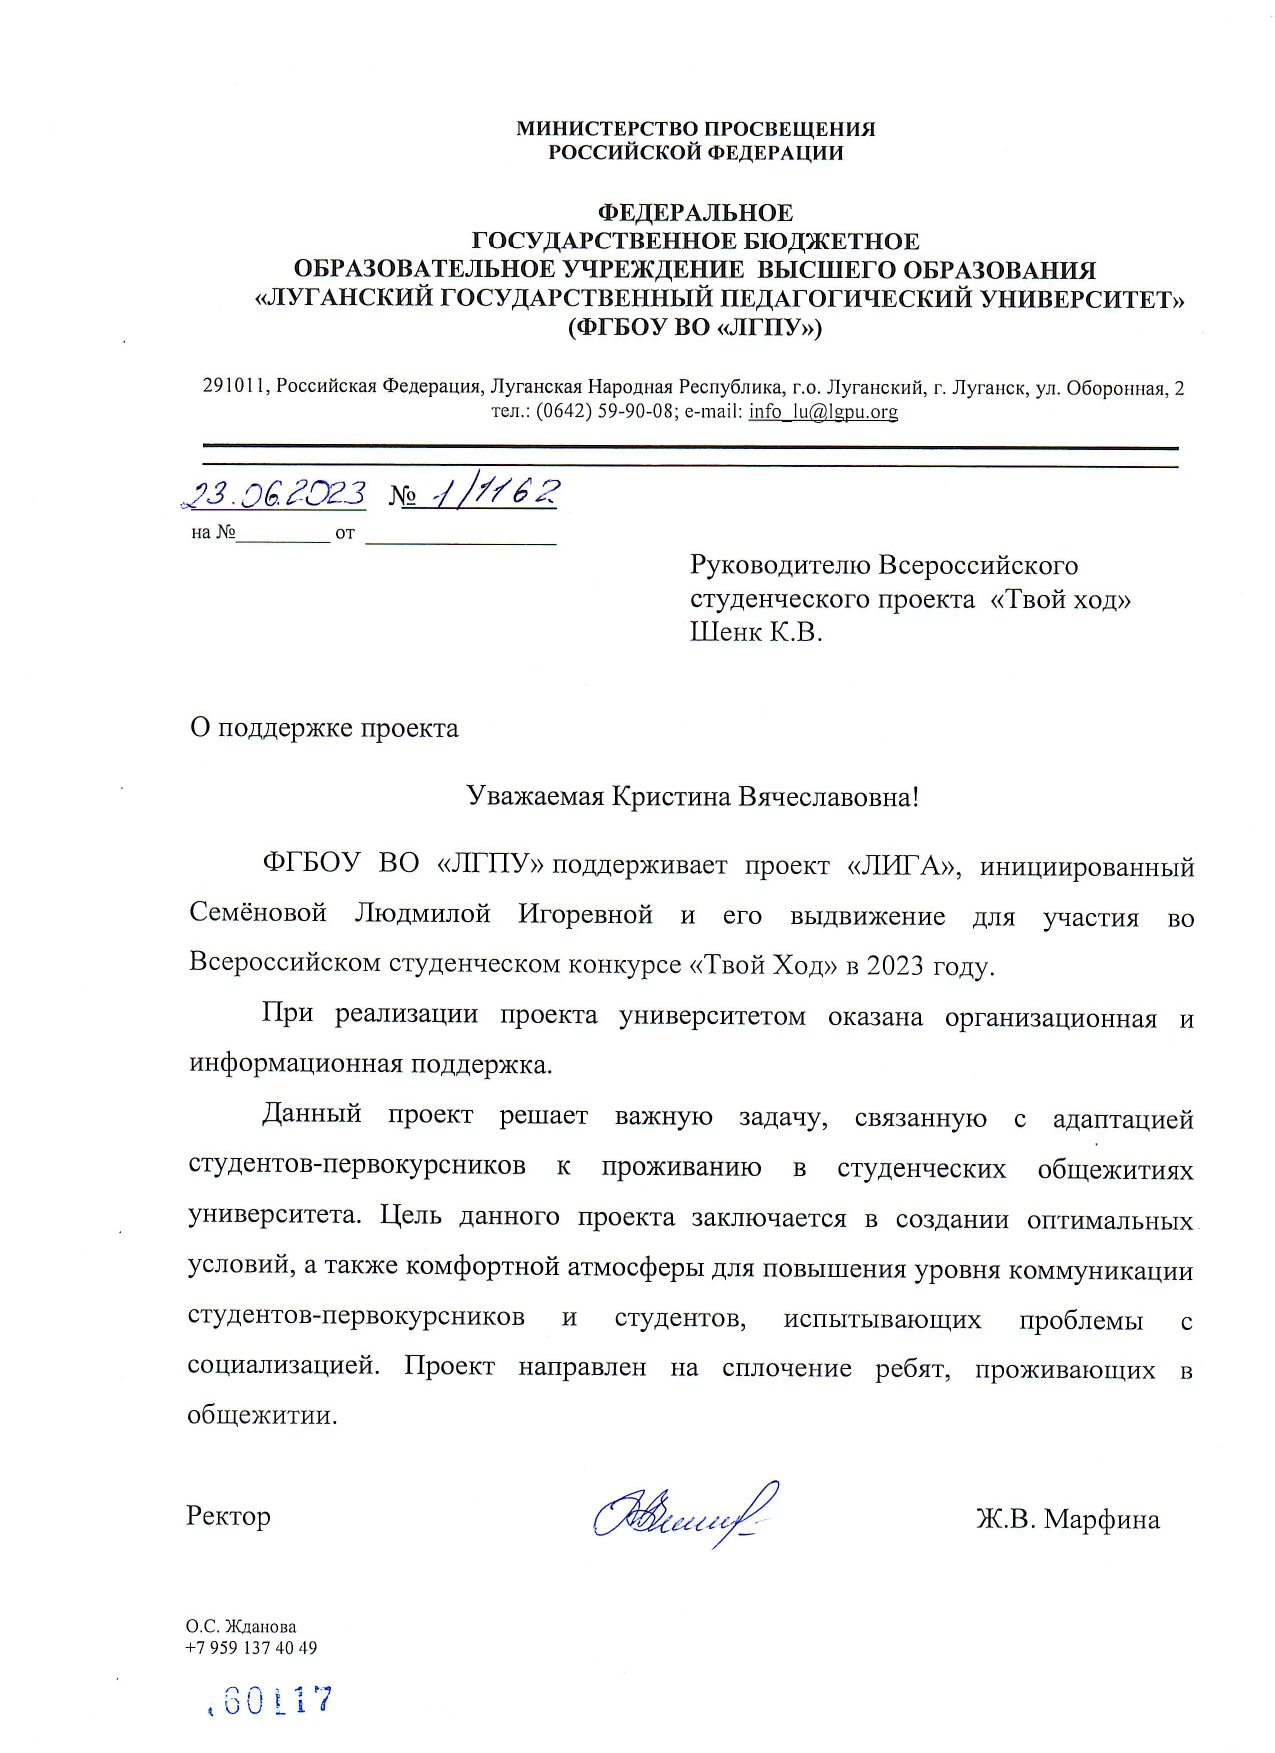 МИНИСТЕРСТВО ПРОСВЕЩЕНИЯ
РОССИЙСКОЙ ФЕДЕРАЦИИ
ФЕДЕРАЛЬНОЕ
ГОСУДАРСТВЕННОЕ БЮДЖЕТНОЕ
ОБРАЗОВАТЕЛЬНОЕ УЧРЕЖДЕНИЕ ВЫСШЕГО ОБРАЗОВАНИЯ
«ЛУГАНСКИЙ ГОСУДАРСТВЕННЫЙ ПЕДАГОГИЧЕСКИЙ УНИВЕРСИТЕТ»
(ФГБОУ ВО «ЛГПУ»)
291011, Российская Федерация, Луганская Народная Республика, г.о. Луганский, г. Луганск, ул. Оборонная, 2
тел.: (0642) 59-90-08; e-mail: info_lu@lgpu.org
23.06.2023 № 1/1162
на №__________ от ____________________
Руководителю Всероссийского
студенческого проекта «Твой ход»
Шенк К.В.
О поддержке проекта
Уважаемая Кристина Вячеславовна!
ФГБОУ ВО «ЛГПУ» поддерживает проект «ЛИГА», инициированный
Семёновой Людмилой Игоревной и его выдвижение для участия во
Всероссийском студенческом конкурсе «Твой Ход» в 2023 году.
При реализации проекта университетом оказана организационная и
информационная поддержка.
Данный проект решает важную задачу, связанную с адаптацией
студентов-первокурсников к проживанию в студенческих общежитиях
университета. Цель данного проекта заключается в создании оптимальных
условий, а также комфортной атмосферы для повышения уровня коммуникации
студентов-первокурсников и студентов, испытывающих проблемы с
социализацией. Проект направлен на сплочение ребят, проживающих в
общежитии.
Ректор Ж.В. Марфина
О.С. Жданова
+7 959 137 40 49
60117